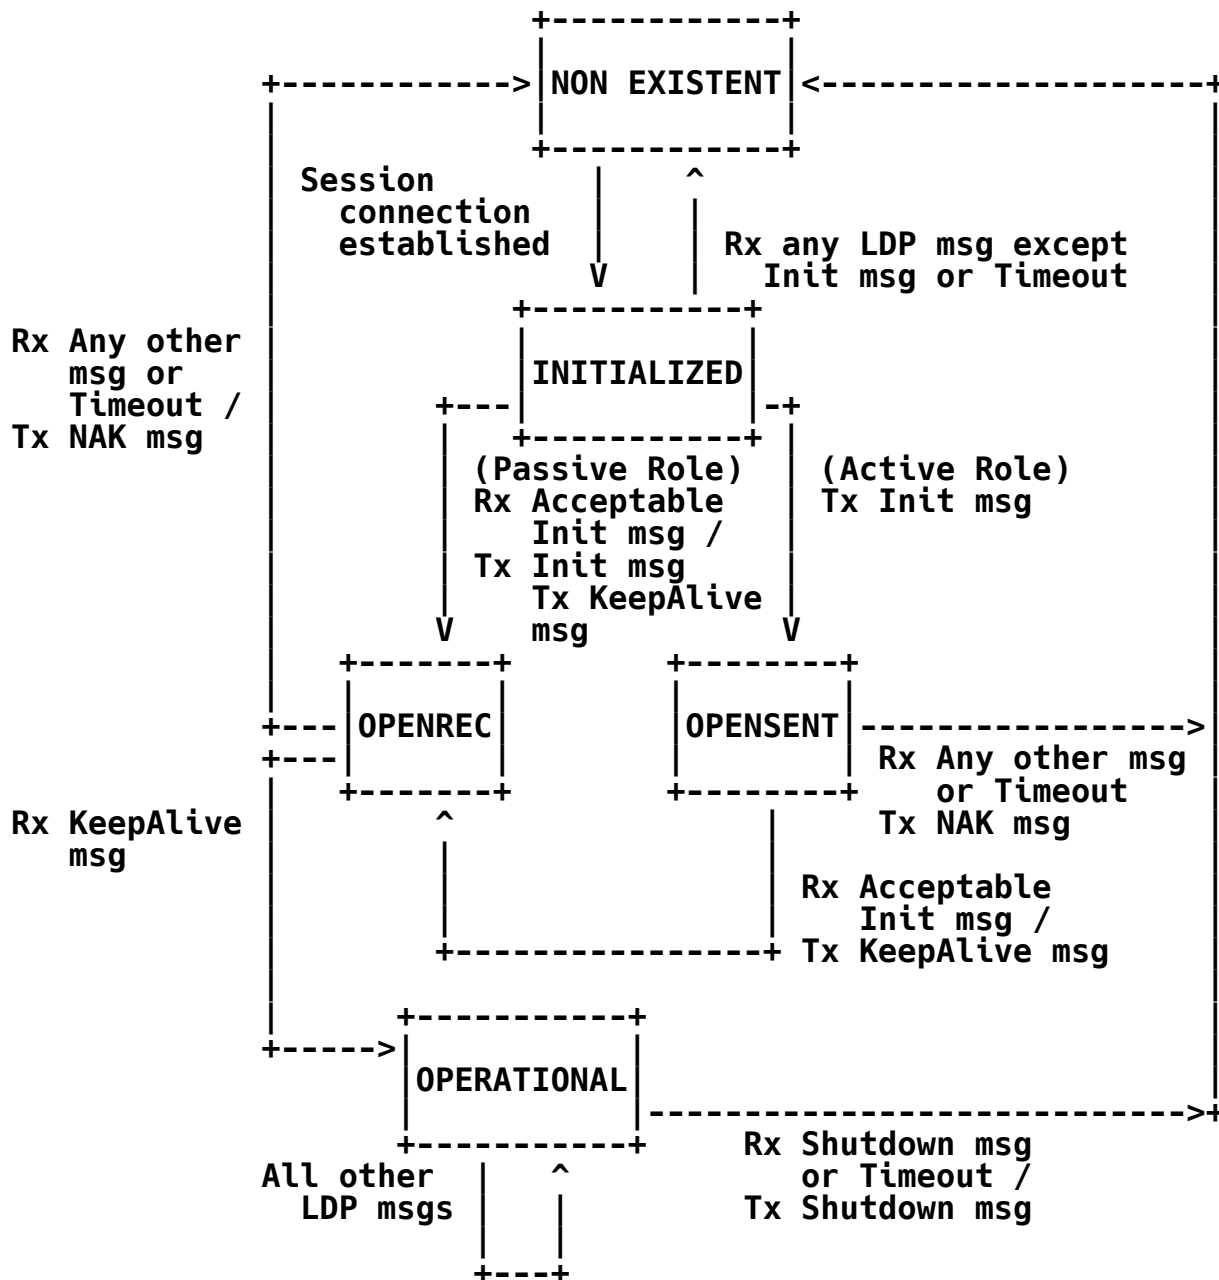 NON EXISTENT
Session
connection
established
Rx any LDP msg except
Init msg or Timeout
Rx Any other
msg or
Timeout /
Tx NAK msg
INITIALIZED
(Passive Role)
Rx Acceptable
Init msg /
Tx Init msg
Tx KeepAlive
msg
(Active Role)
Tx Init msg
OPENREC
OPENSENT
Rx Any other msg
or Timeout
Tx NAK msg
Rx KeepAlive
msg
Rx Acceptable
Init msg /
Tx KeepAlive msg
OPERATIONAL
Rx Shutdown msg
or Timeout /
Tx Shutdown msg
All other
LDP msgs